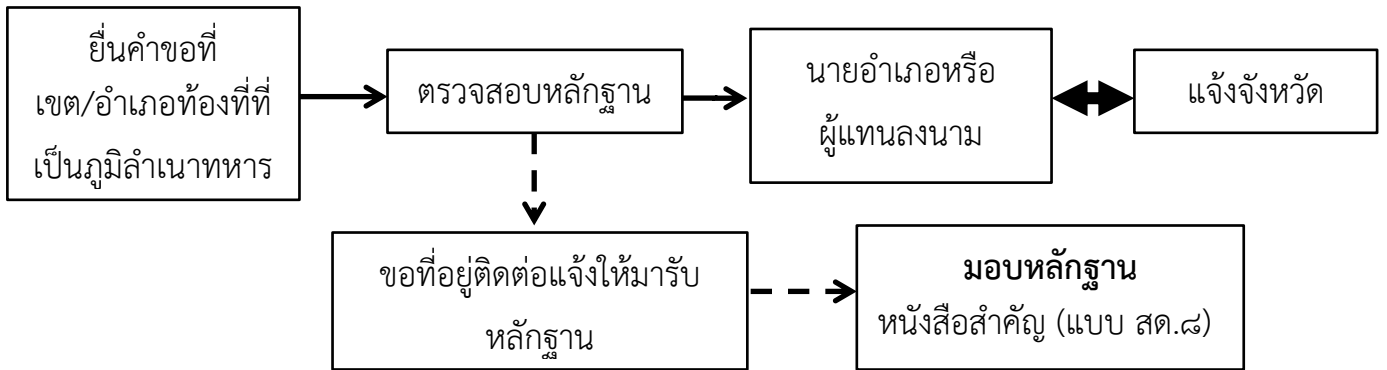 ยื่นคำขอที่
เขต/อำเภอท้องที่ที่
เป็นภูมิลำเนาทหาร
ตรวจสอบหลักฐาน
นายอำเภอหรือ
ผู้แทนลงนาม
แจ้งจังหวัด
ขอที่อยู่ติดต่อแจ้งให้มารับ
หลักฐาน
มอบหลักฐาน
หนังสือสำคัญ (แบบ สด.๘)